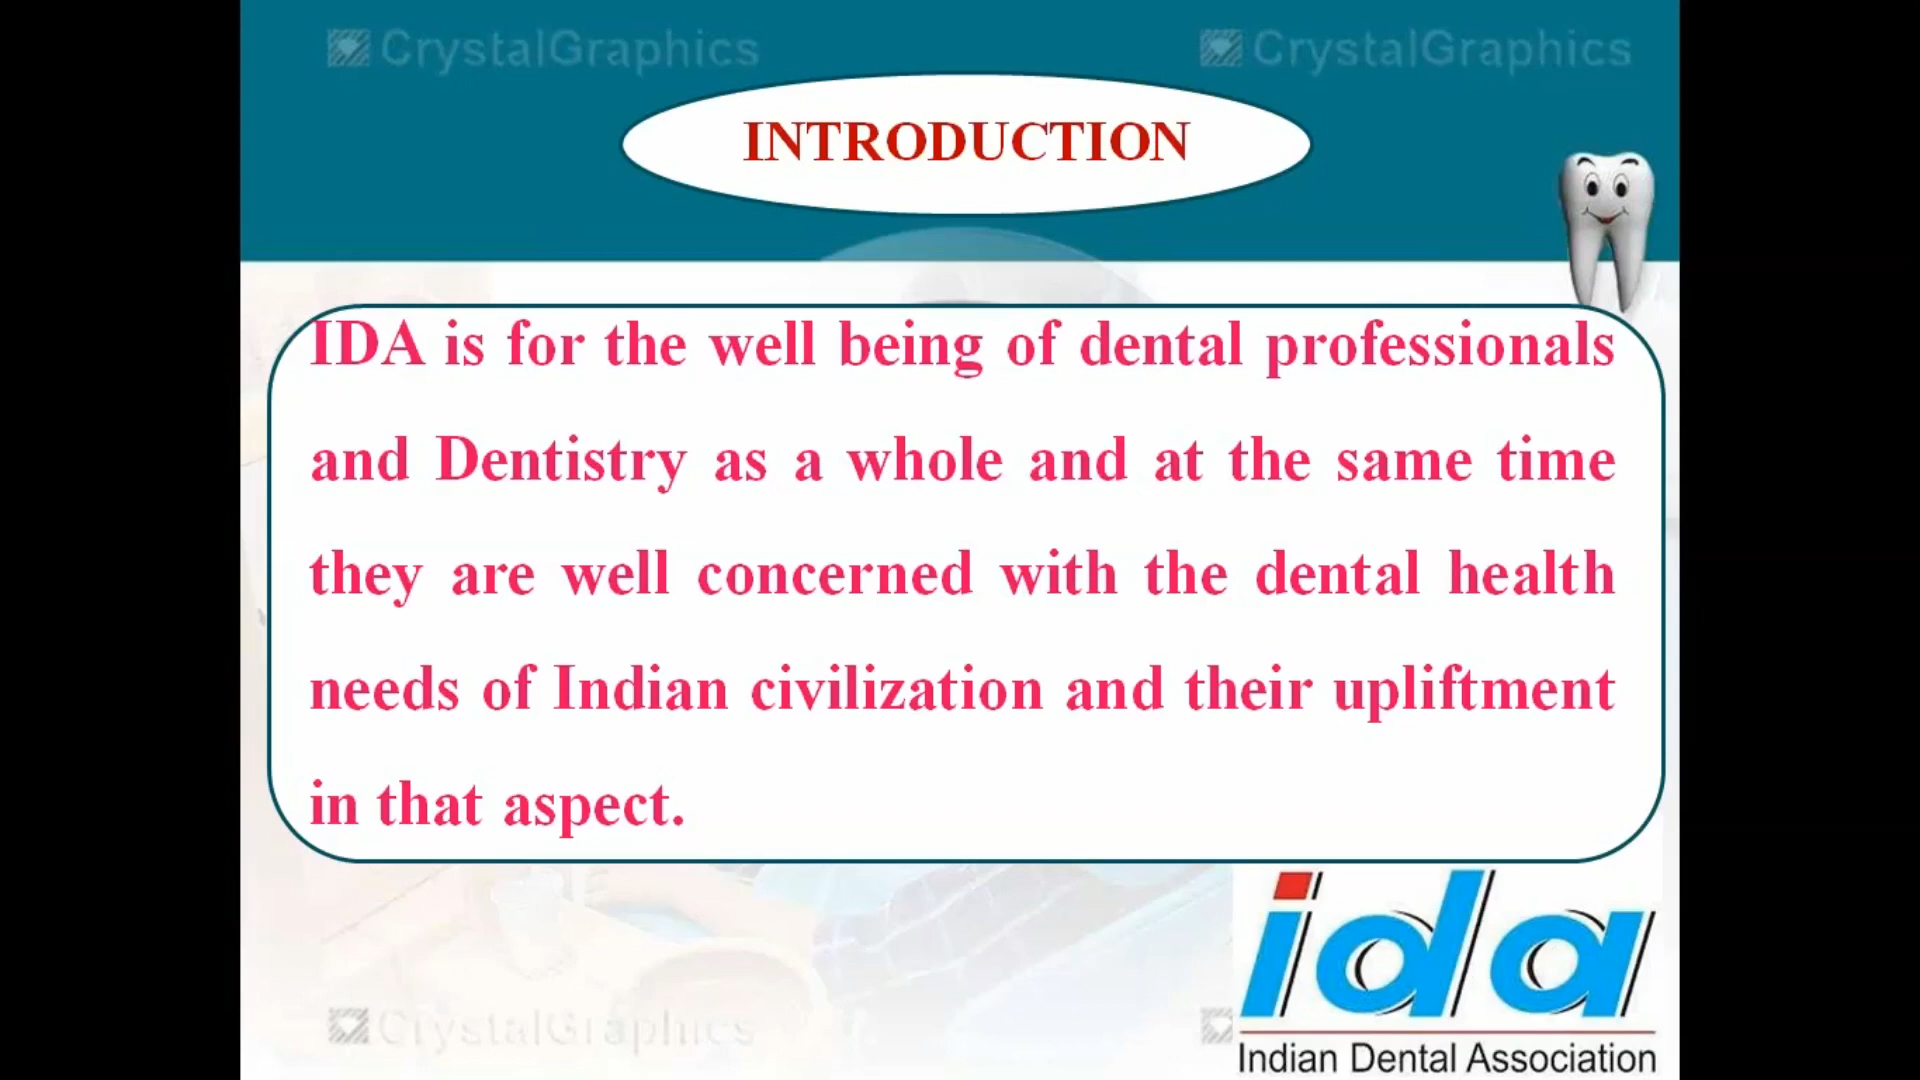 CrystalGraphics CrystalGraphics
INTRODUCTION
IDA is for the well being of dental professionals
and Dentistry as a whole and at the same time
they are well concerned with the dental health
needs of Indian civilization and their upliftment
in that aspect.
ida
CrystalGraphics
Indian Dental Association